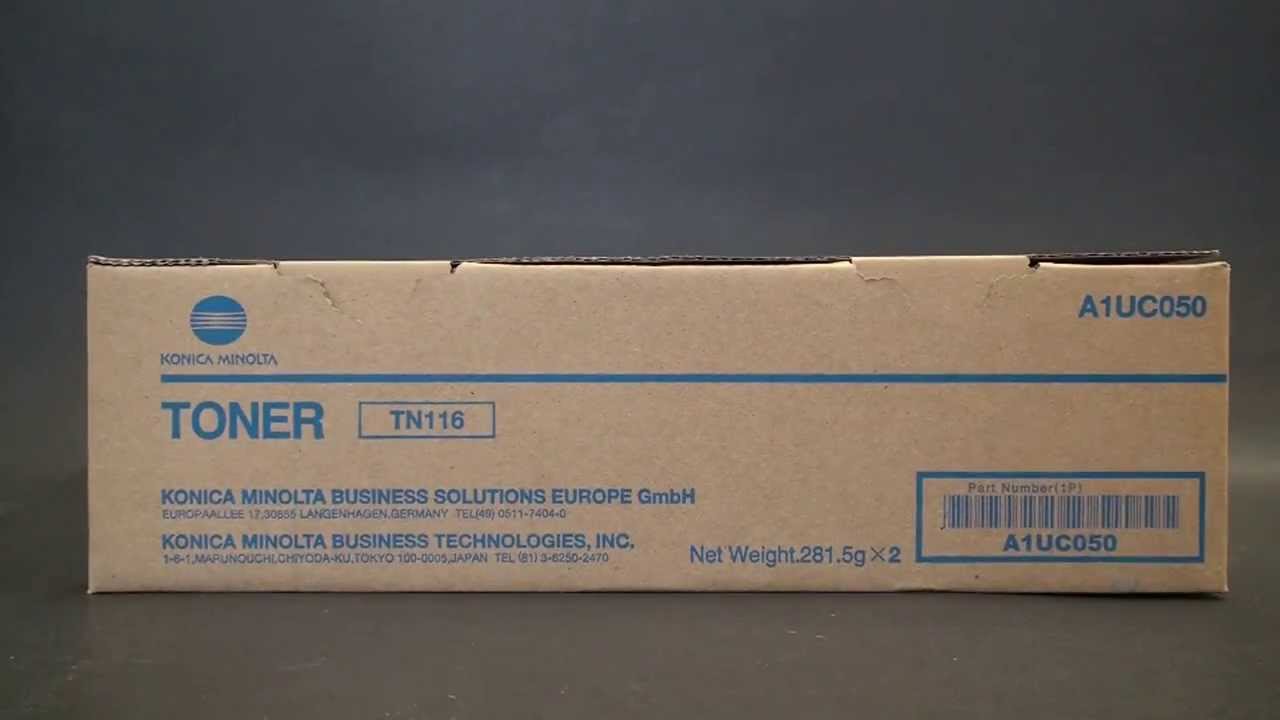 A1UC050
KONICA MINOLTA
TONER TN116
KONICA MINOLTA BUSINESS SOLUTIONS EUROPE GmbH
EUROPAALLEE 17,30855 LANGENHAGEN,GERMANY TEL(49) 0511-7404-0
KONICA MINOLTA BUSINESS TECHNOLOGIES, INC.
1-6-1,MARUNOUCHI,CHIYODA-KU,TOKYO 100-0005,JAPAN TEL (81) 3-6250-2470
Net Weight.281.5g×2
Part Number(1P)
A1UC050